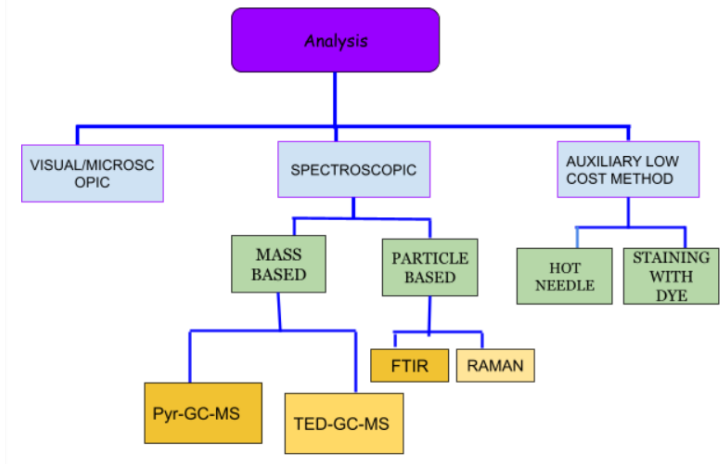 Analysis
VISUAL/MICROSC
OPIC
SPECTROSCOPIC
AUXILIARY LOW
COST METHOD
MASS
BASED
PARTICLE
BASED
HOT
NEEDLE
STAINING
WITH
DYE
FTIR
RAMAN
Pyr-GC-MS
TED-GC-MS